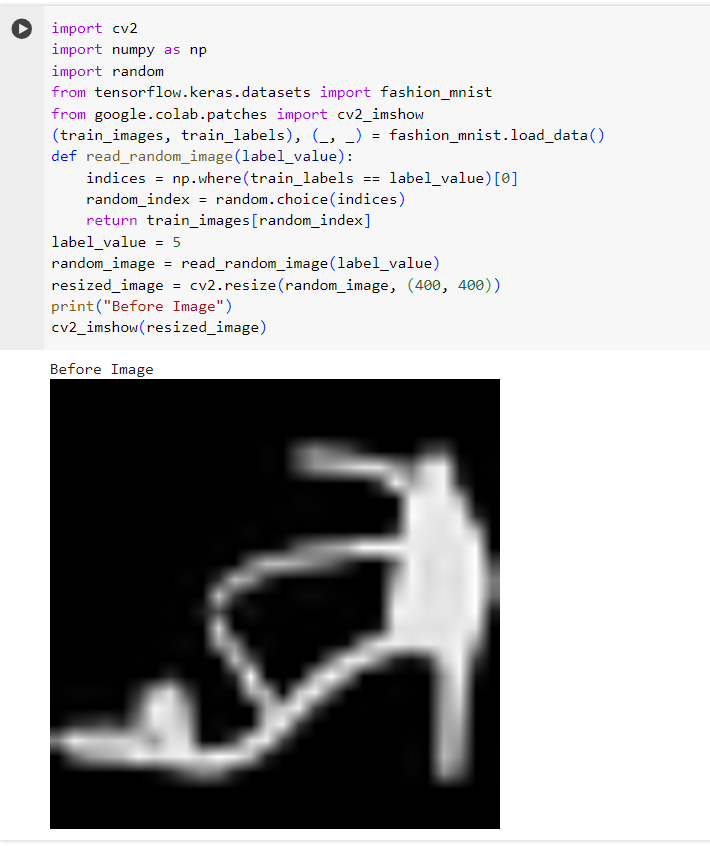 import cv2
import numpy as np
import random
from tensorflow.keras.datasets import fashion_mnist
from google.colab.patches import cv2_imshow
(train_images, train_labels), (_, _) = fashion_mnist.load_data()
def read_random_image(label_value):
    indices = np.where(train_labels == label_value)[0]
    random_index = random.choice(indices)
    return train_images[random_index]
label_value = 5
random_image = read_random_image(label_value)
resized_image = cv2.resize(random_image, (400, 400))
print("Before Image")
cv2_imshow(resized_image)
Before Image